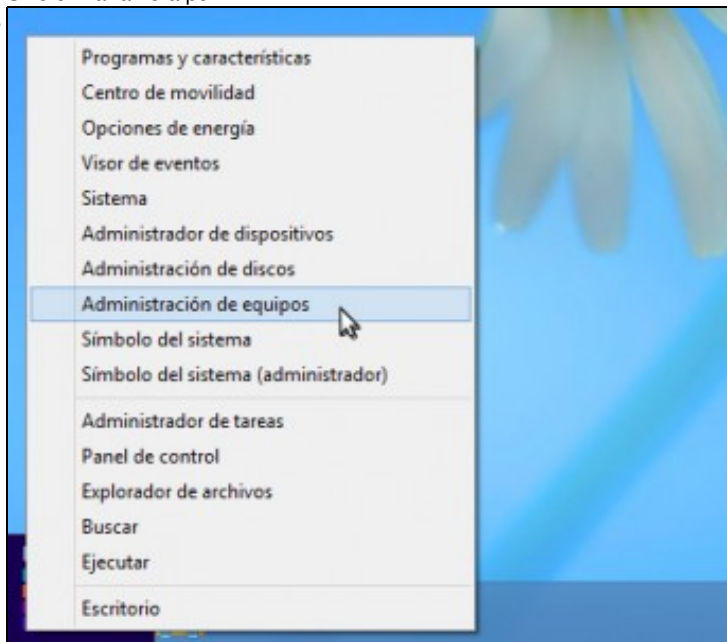 Programas y características
Centro de movilidad
Opciones de energía
Visor de eventos
Sistema
Administrador de dispositivos
Administración de discos
Administración de equipos
Símbolo del sistema
Símbolo del sistema (administrador)
Administrador de tareas
Panel de control
Explorador de archivos
Buscar
Ejecutar
Escritorio